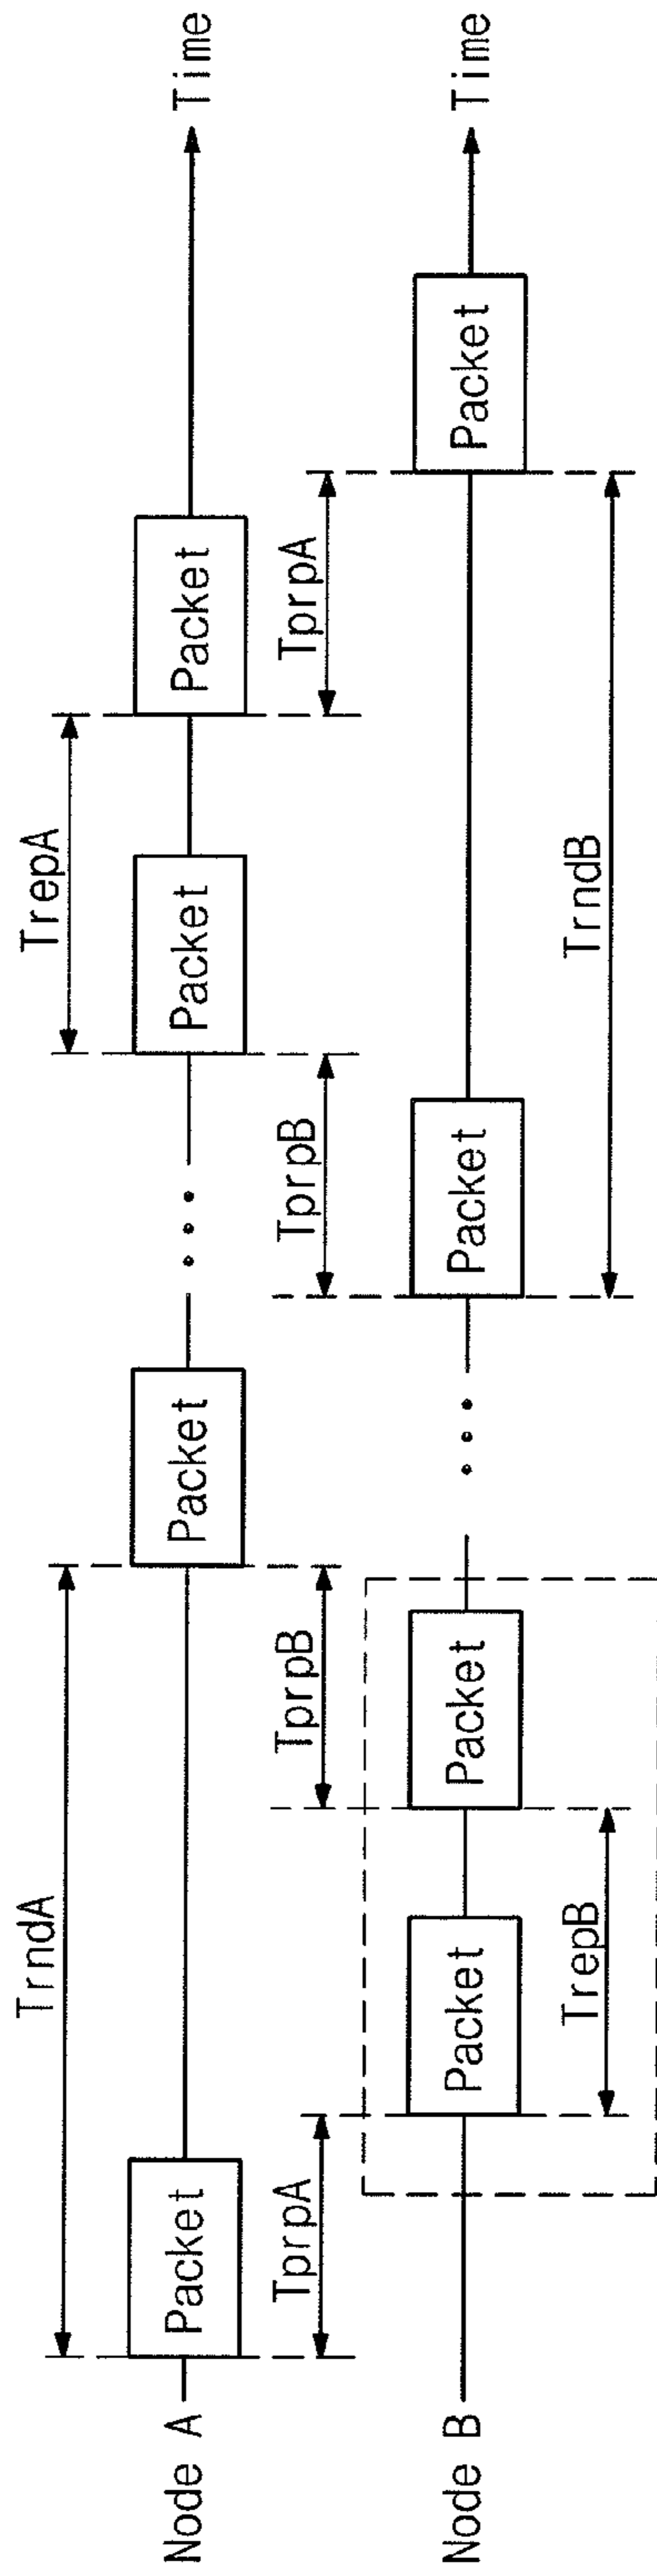 TrndA
TrepA
Node A
Packet
Packet
Packet
Packet
Time
TprpA
TprpB
TprpB
TprpA
Node B
Packet
Packet
Packet
Packet
Time
TrepB
TrndB